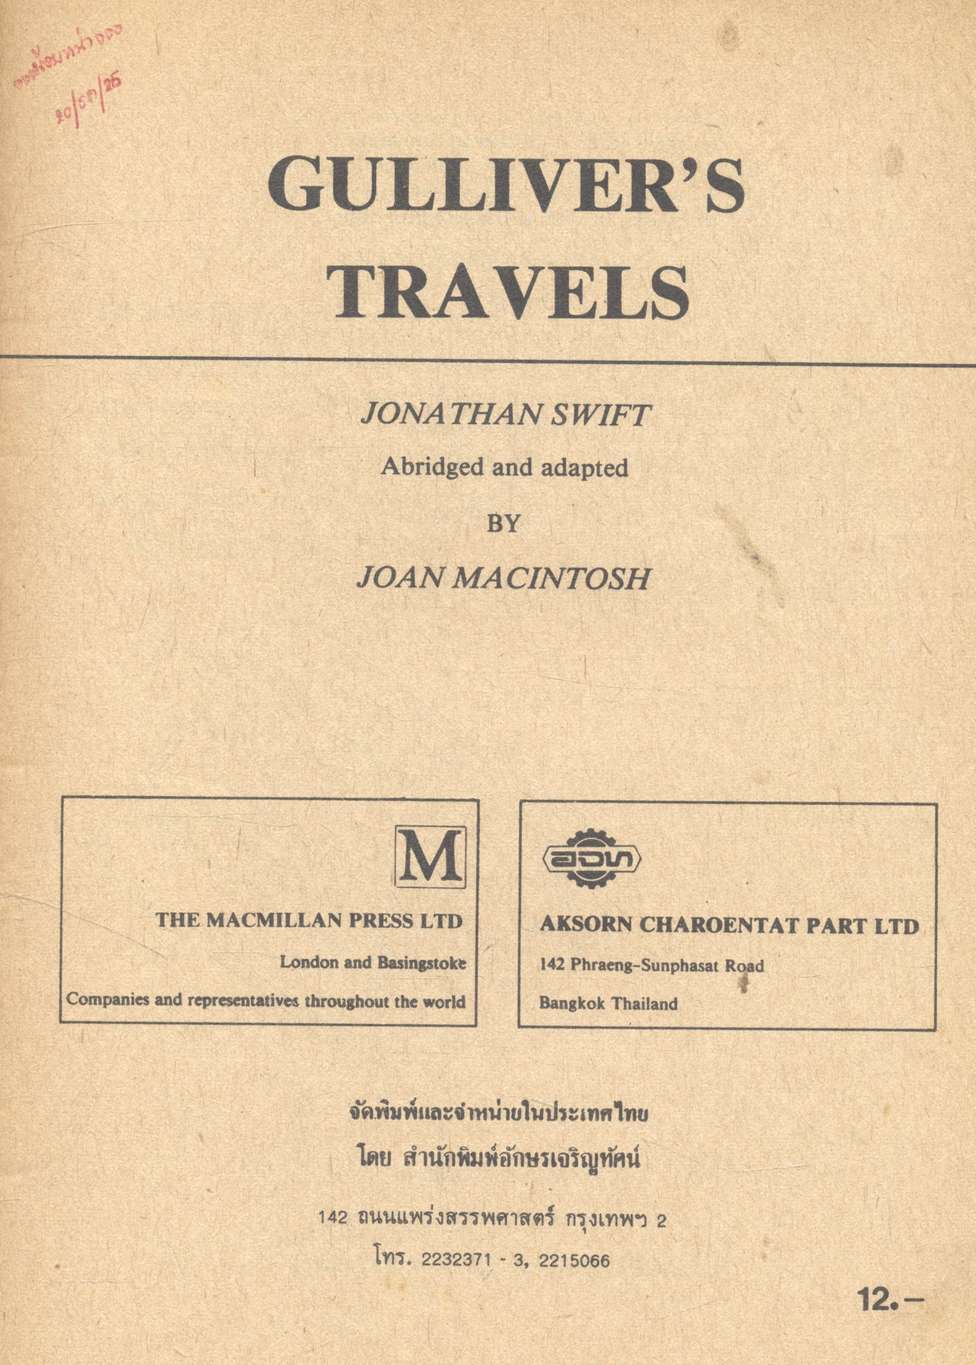 GULLIVER'S
TRAVELS
JONATHAN SWIFT
Abridged and adapted
BY
JOAN MACINTOSH
M
THE MACMILLAN PRESS LTD
London and Basingstoke
Companies and representatives throughout the world
อจท
AKSORN CHAROENTAT PART LTD
142 Phraeng-Sunphasat Road
Bangkok Thailand
จัดพิมพ์และจำหน่ายในประเทศไทย
โดย สำนักพิมพ์อักษรเจริญทัศน์
142 ถนนแพร่งสรรพศาสตร์ กรุงเทพฯ 2
โทร. 2232371 - 3, 2215066
12.—